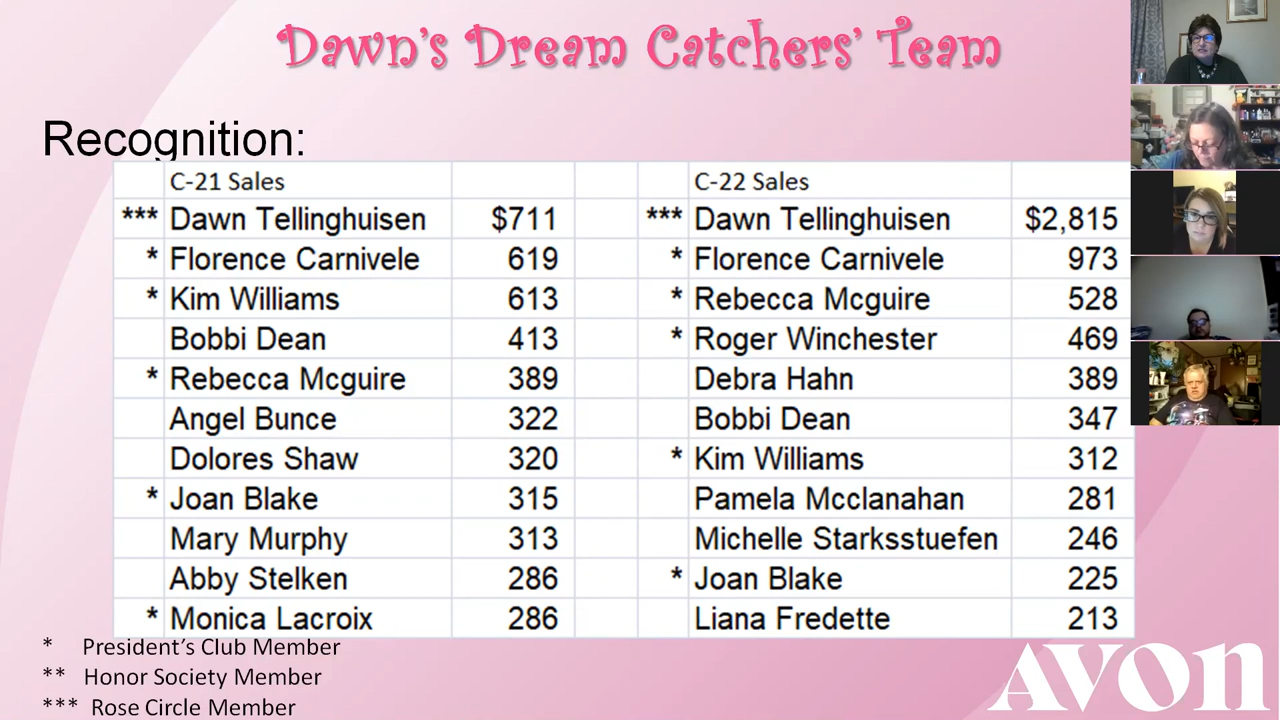 Dawn's Dream Catchers' Team
Recognition:
C-21 Sales C-22 Sales
*** Dawn Tellinghuisen $711 *** Dawn Tellinghuisen $2,815
* Florence Carnivele 619 * Florence Carnivele 973
* Kim Williams 613 * Rebecca Mcguire 528
Bobbi Dean 413 * Roger Winchester 469
* Rebecca Mcguire 389 Debra Hahn 389
Angel Bunce 322 Bobbi Dean 347
Dolores Shaw 320 * Kim Williams 312
* Joan Blake 315 Pamela Mcclanahan 281
Mary Murphy 313 Michelle Starksstuefen 246
Abby Stelken 286 * Joan Blake 225
* Monica Lacroix 286 Liana Fredette 213
* President's Club Member
** Honor Society Member
*** Rose Circle Member
AVON